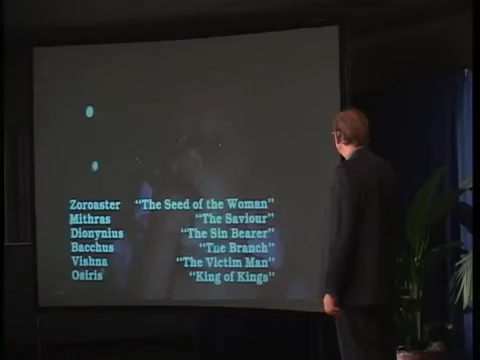 Zoroaster "The Seed of the Woman"
Mithras "The Saviour"
Dionynius "The Sin Bearer"
Bacchus "The Branch"
Vishna "The Victim Man"
Osiris "King of Kings"